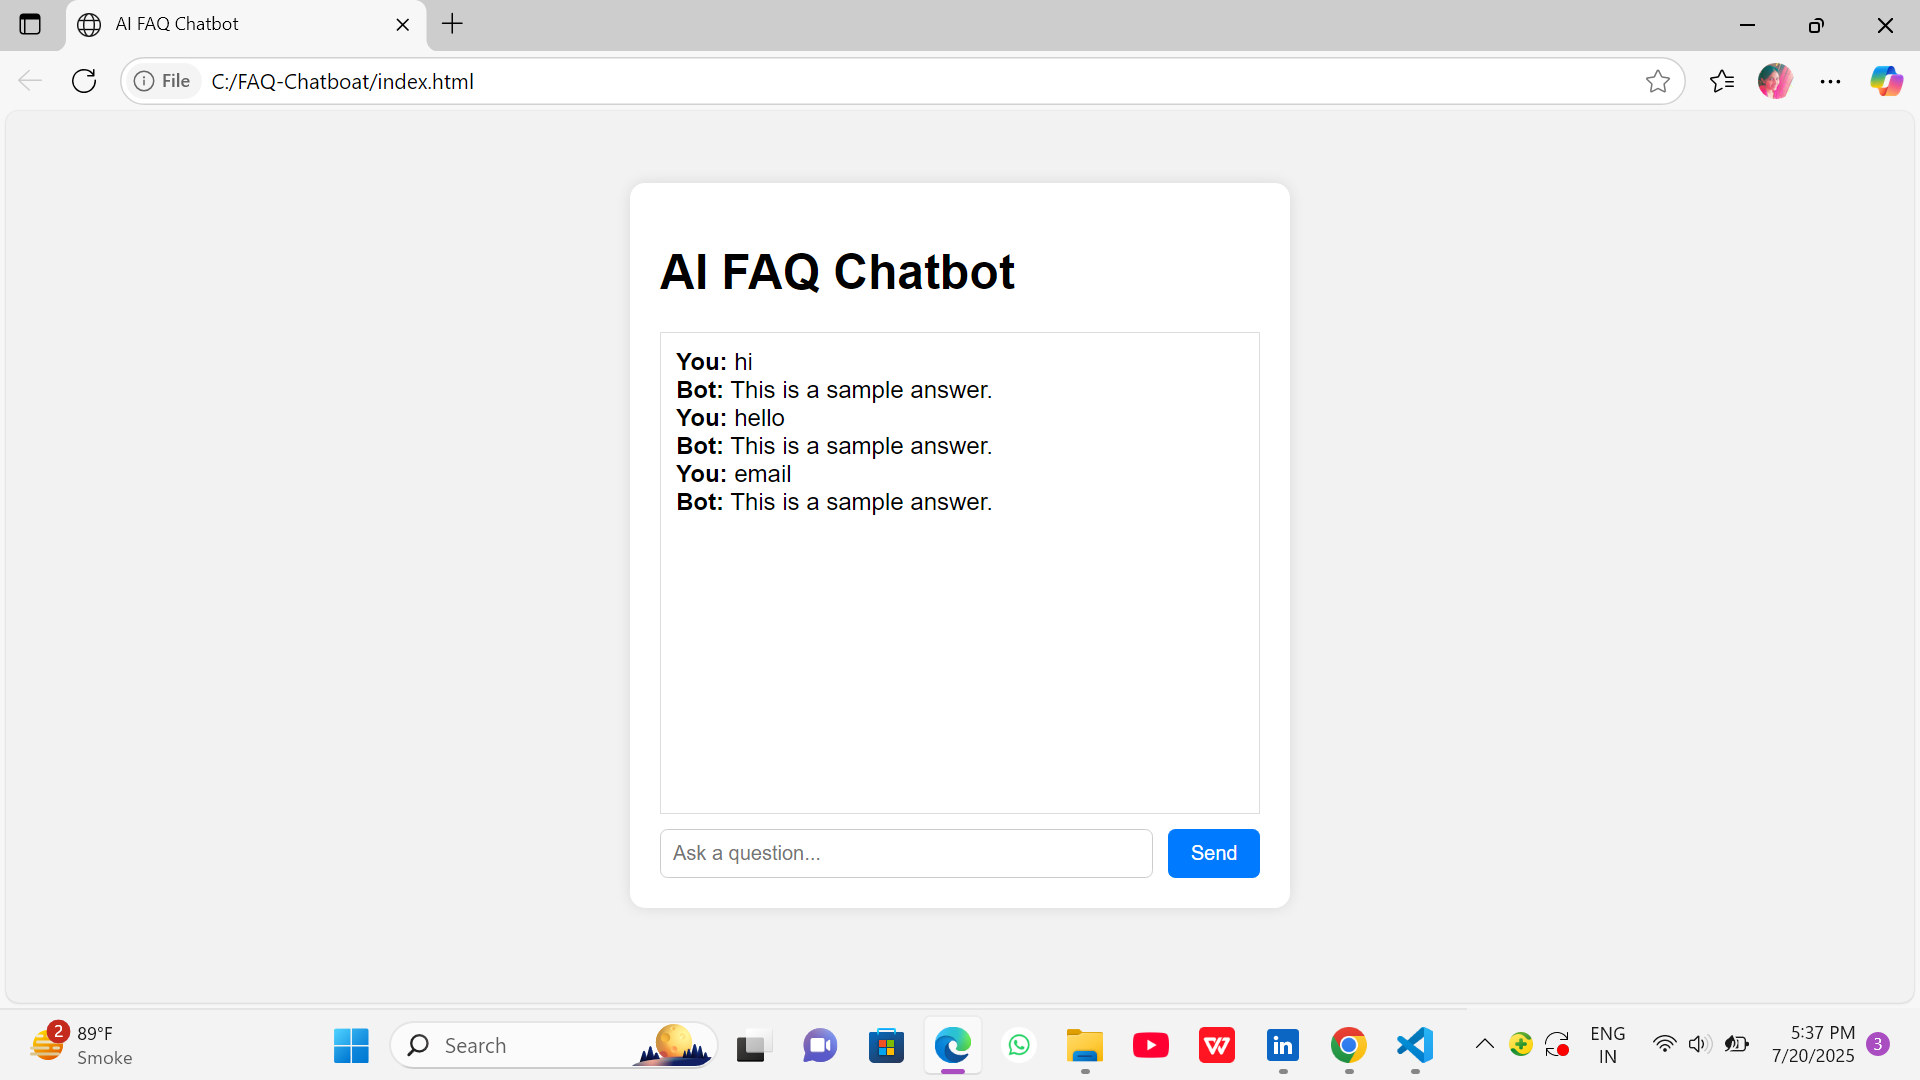 AI FAQ Chatbot
File C:/FAQ-Chatboat/index.html
AI FAQ Chatbot
You: hi
Bot: This is a sample answer.
You: hello
Bot: This is a sample answer.
You: email
Bot: This is a sample answer.
Ask a question...
Send
2
89°F
Smoke
Search
W
in
ENG
IN
5:37 PM
7/20/2025
3